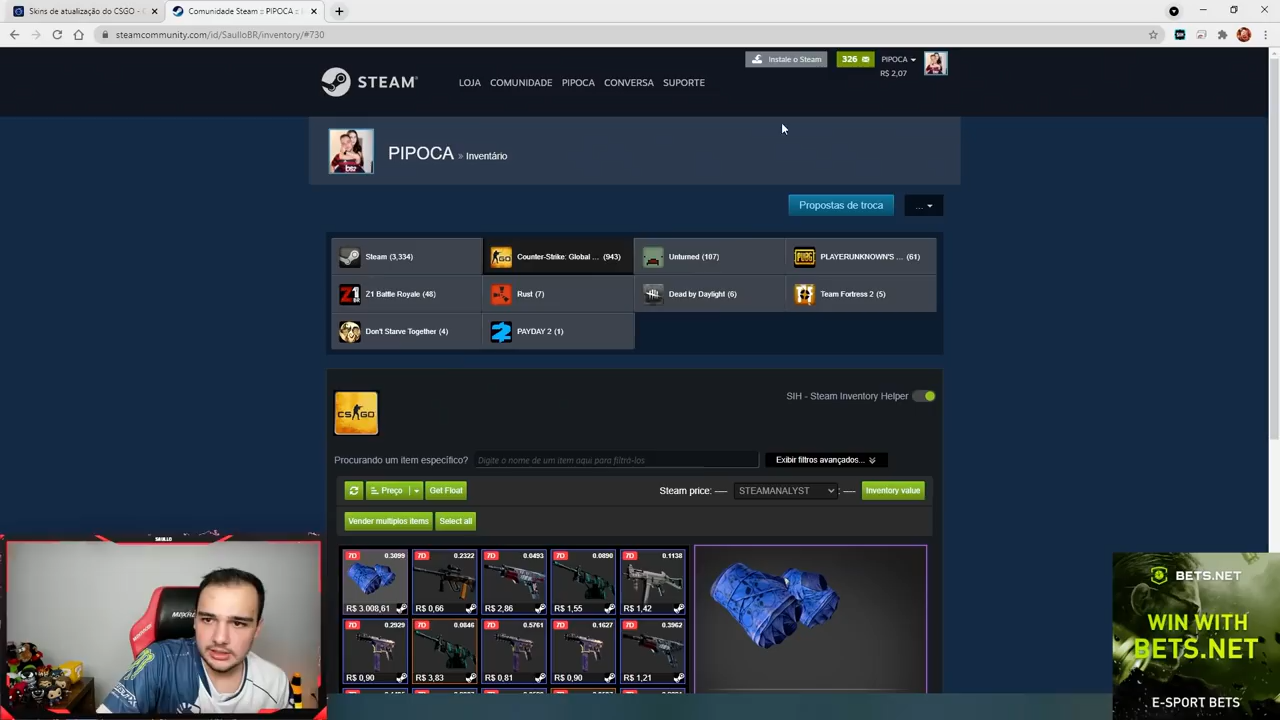 Skins de atualização do CSGO - C
Comunidade Steam :: PIPOCA ::
steamcommunity.com/id/SaulloBR/inventory/#730
STEAM
LOJA COMUNIDADE PIPOCA CONVERSA SUPORTE
Instale o Steam
326
PIPOCA
R$ 2,07
PIPOCA » Inventário
Propostas de troca
...
Steam (3,334)
Counter-Strike: Global ... (943)
Unturned (107)
PLAYERUNKNOWN'S ... (61)
Z1 Battle Royale (48)
Rust (7)
Dead by Daylight (6)
Team Fortress 2 (5)
Don't Starve Together (4)
PAYDAY 2 (1)
CS GO
SIH - Steam Inventory Helper
Procurando um item específico?
Digite o nome de um item aqui para filtrá-los
Exibir filtros avançados...
Preço
Get Float
Steam price: —
STEAMANALYST
: —
Inventory value
Vender multiplos items
Select all
7D 0.3099
R$ 3.008,61
7D 0.2322
R$ 0,66
7D 0.0493
R$ 2,86
7D 0.0890
R$ 1,55
7D 0.1138
R$ 1,42
7D 0.2929
R$ 0,90
7D 0.0846
R$ 3,83
7D 0.5761
R$ 0,81
7D 0.1627
R$ 0,90
7D 0.3962
R$ 1,21
SAULLO
BETS.NET
WIN WITH
BETS.NET
E-SPORT BETS